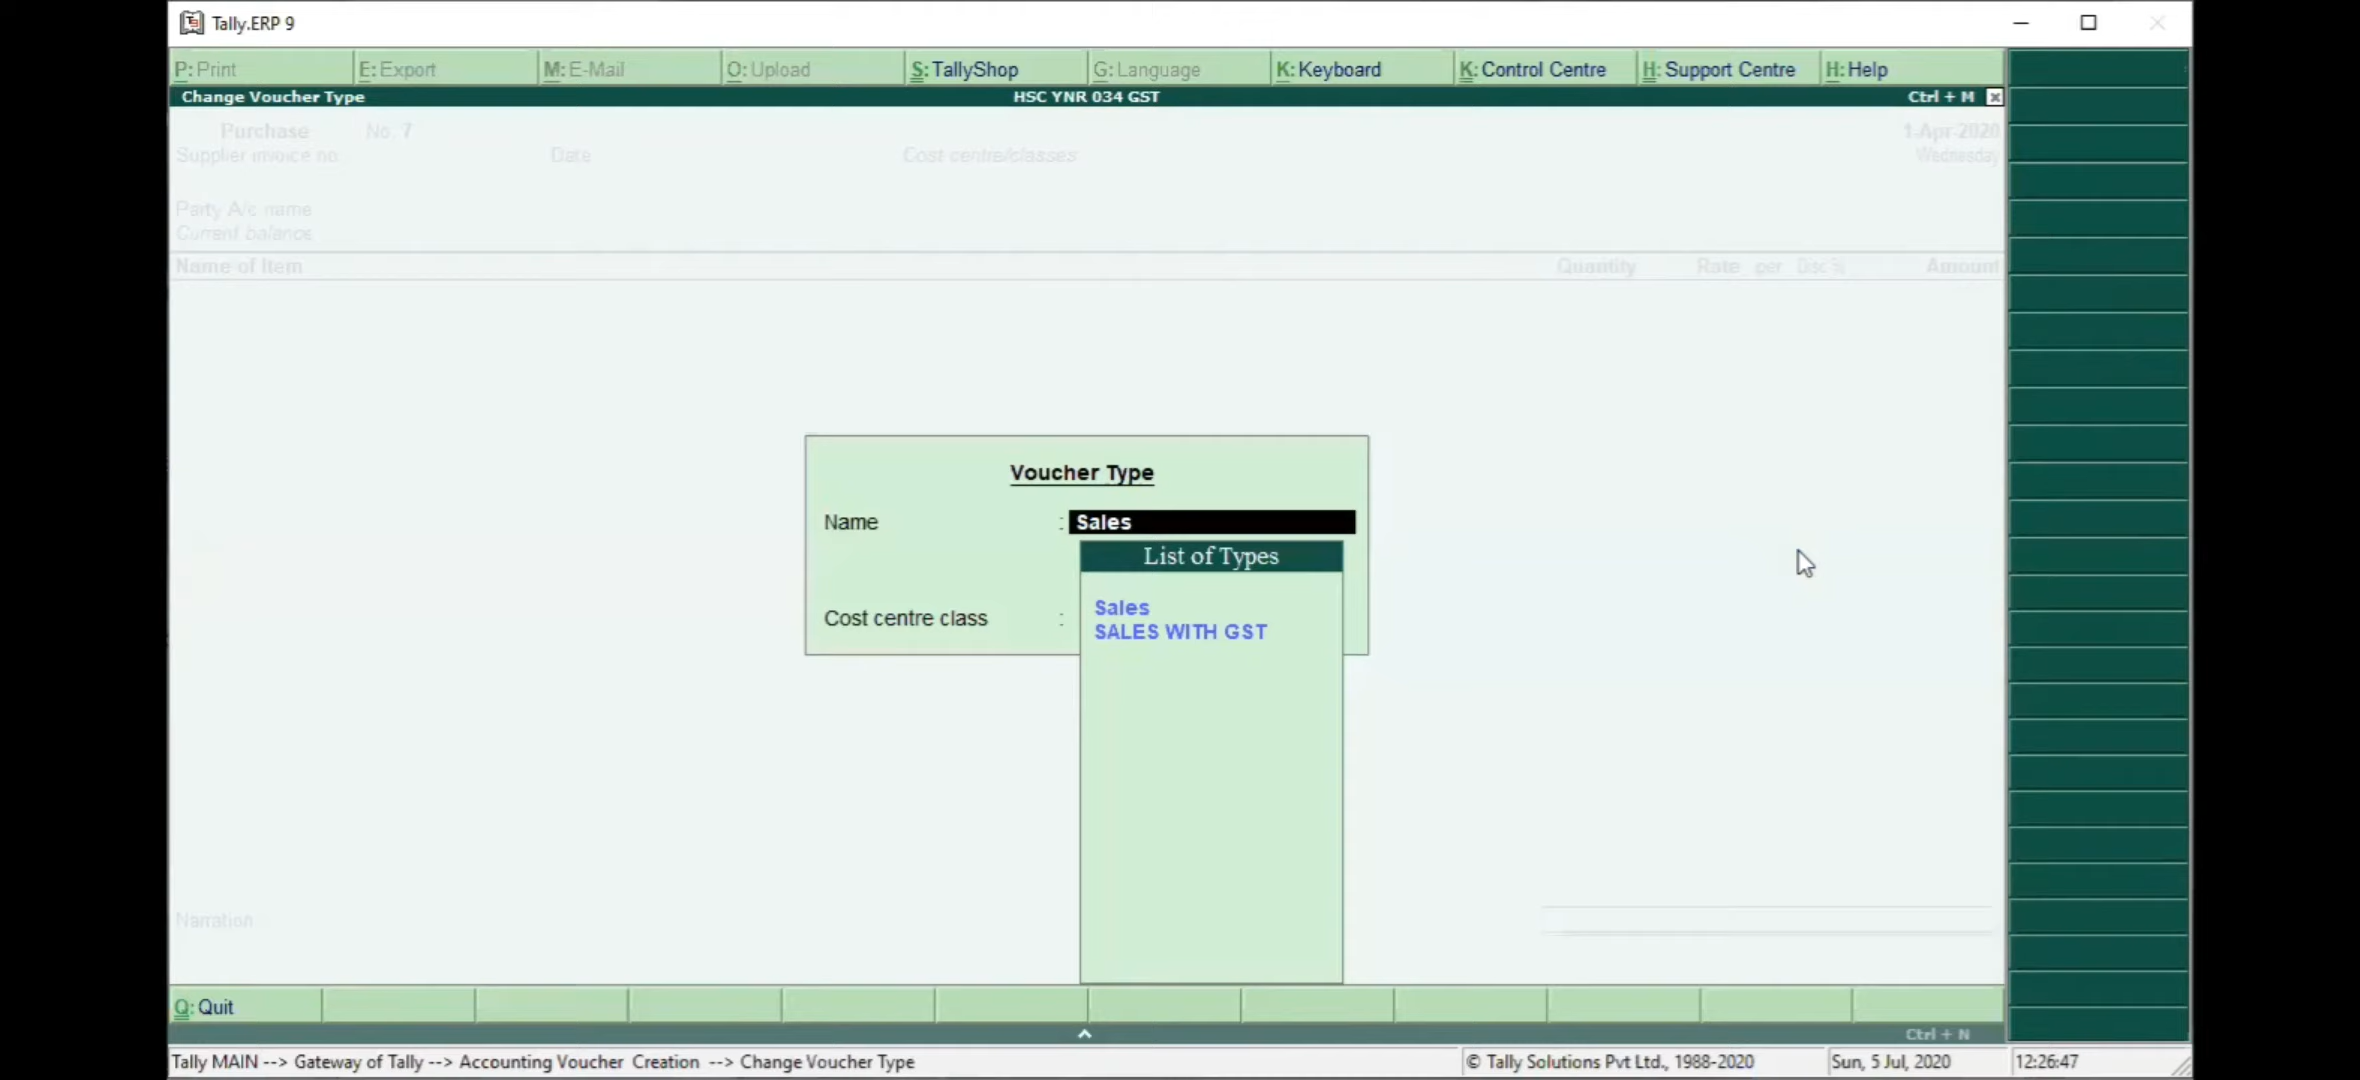 Tally.ERP 9
P: Print E: Export M: E-Mail O: Upload S: TallyShop G: Language K: Keyboard K: Control Centre H: Support Centre H: Help
Change Voucher Type HSC YNR 034 GST Ctrl + M
Purchase No. 7 1-Apr-2020
Supplier invoice no. Date Cost centre/classes Wednesday
Party A/c name
Current balance
Name of Item Quantity Rate per Disc % Amount
Voucher Type
Name : Sales
List of Types
Sales
Cost centre class :
SALES WITH GST
Narration
Q: Quit
Ctrl + N
Tally MAIN --> Gateway of Tally --> Accounting Voucher Creation --> Change Voucher Type © Tally Solutions Pvt Ltd., 1988-2020 Sun, 5 Jul, 2020 12:26:47